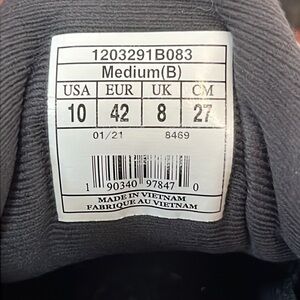 1203291B083
Medium(B)
USA EUR UK CM
10 42 8 27
01/21 8469
1 90340 97847 0
MADE IN VIETNAM
FABRIQUE AU VIETNAM